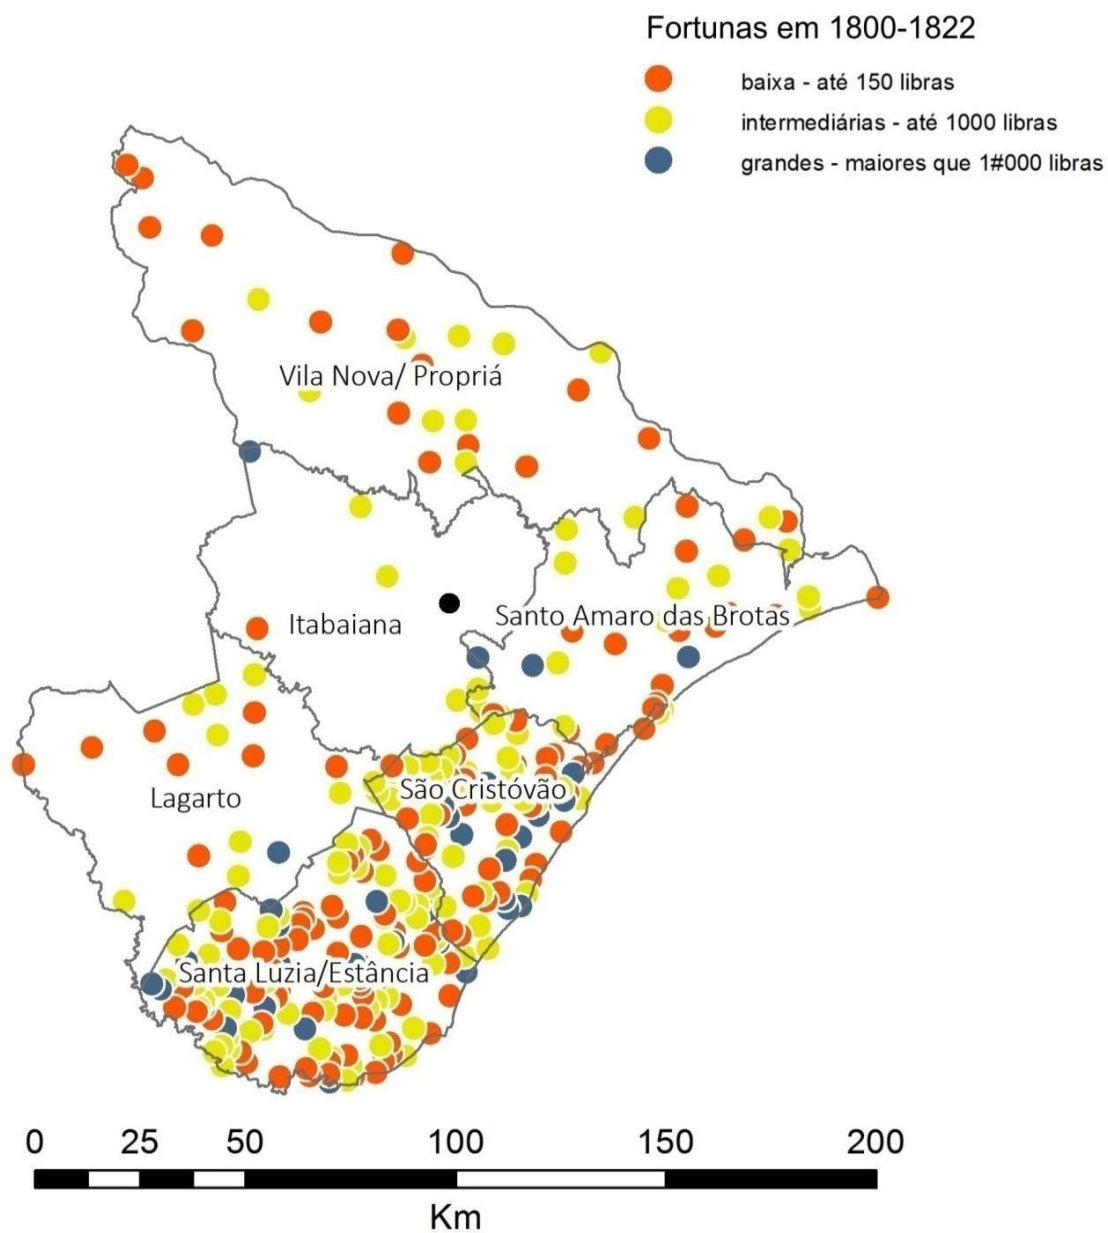 Fortunas em 1800-1822
baixa - até 150 libras
intermediárias - até 1000 libras
grandes - maiores que 1#000 libras
Vila Nova/ Propriá
Itabaiana
Santo Amaro das Brotas
Lagarto
São Cristóvão
Santa Luzia/Estância
0 25 50 100 150 200
Km